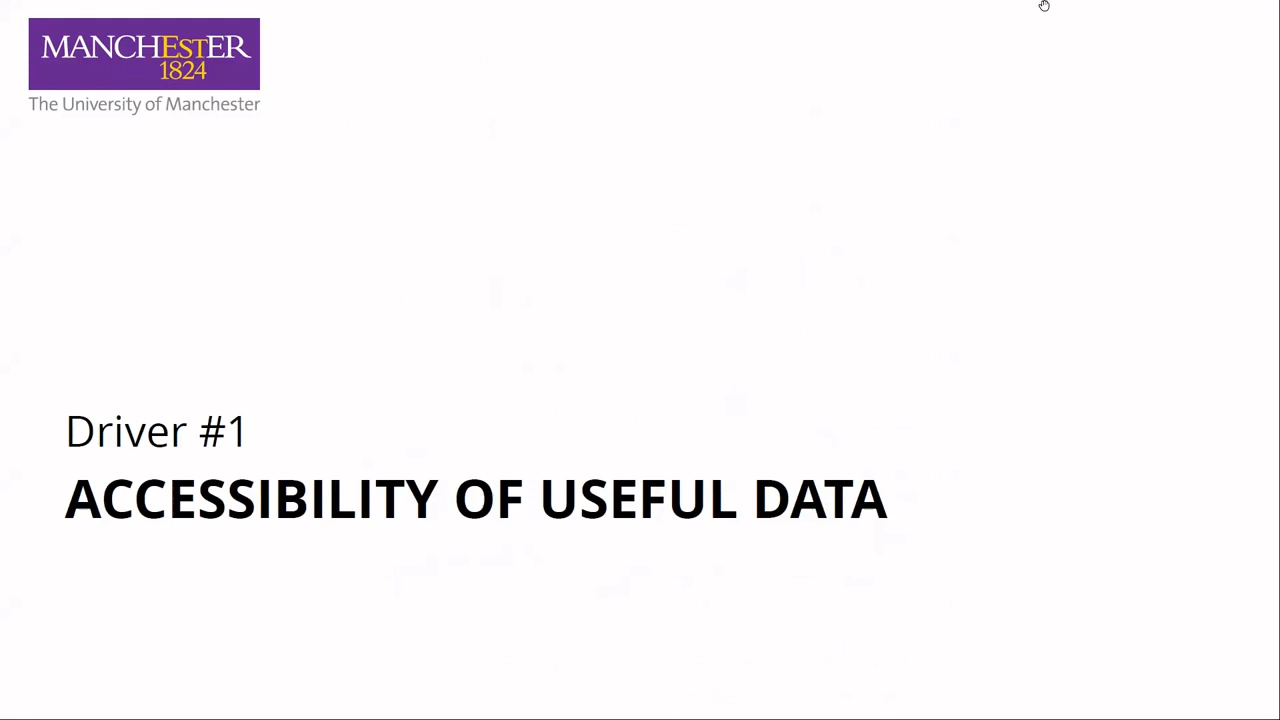 MANCHEsTER
1824
The University of Manchester
Driver #1
ACCESSIBILITY OF USEFUL DATA